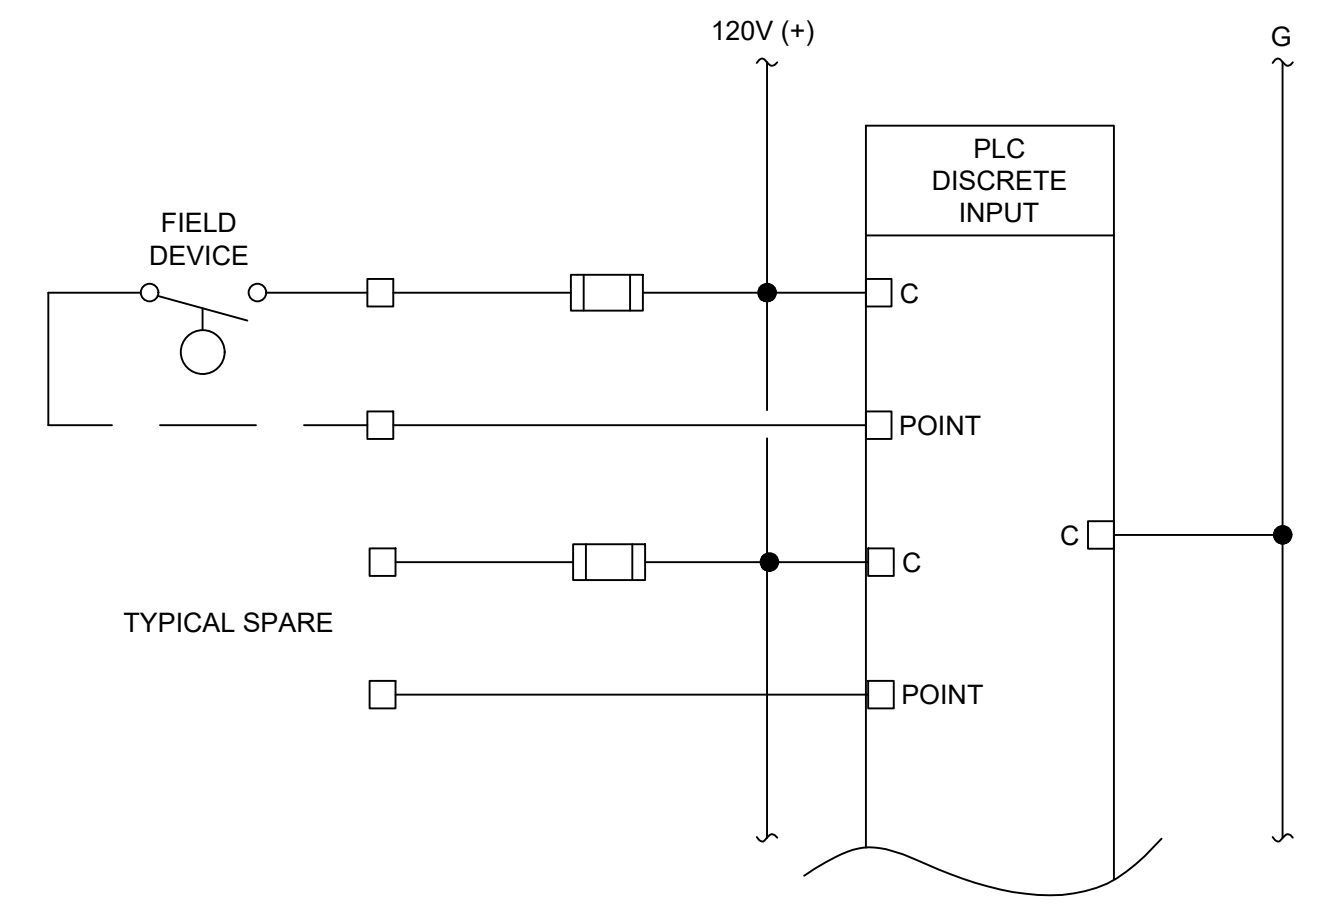 120V (+)
G
PLC
DISCRETE
INPUT
FIELD
DEVICE
C
POINT
C
C
TYPICAL SPARE
POINT